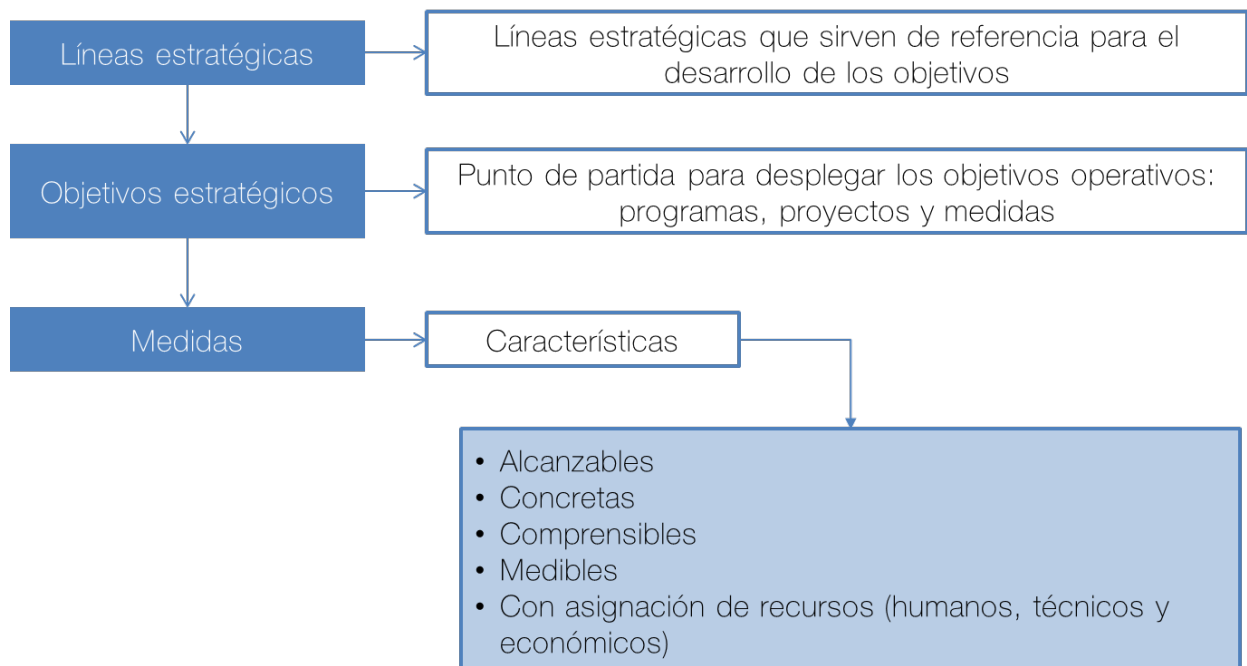 Líneas estratégicas
Líneas estratégicas que sirven de referencia para el
desarrollo de los objetivos
Objetivos estratégicos
Punto de partida para desplegar los objetivos operativos:
programas, proyectos y medidas
Medidas
Característícas
• Alcanzables
• Concretas
• Comprensibles
• Medibles
• Con asignación de recursos (humanos, técnicos y
económicos)